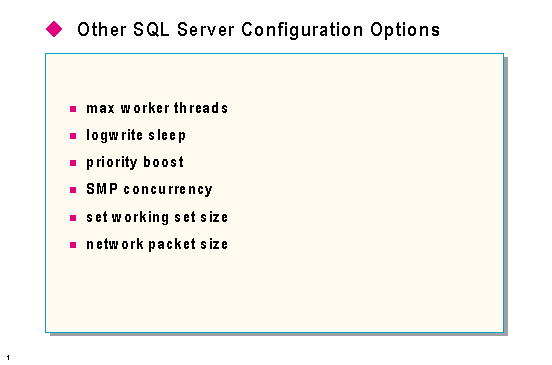 Other SQL Server Configuration Options
max worker threads
logwrite sleep
priority boost
SMP concurrency
set working set size
network packet size
1